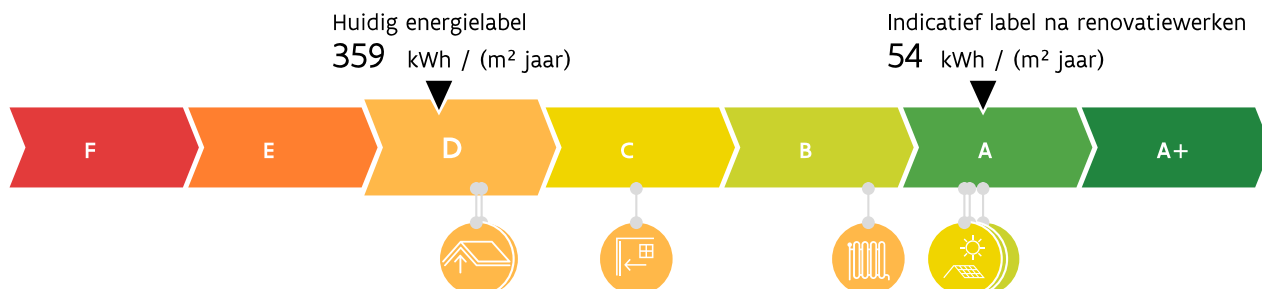 Huidig energielabel
359 kWh / (m² jaar)
Indicatief label na renovatiewerken
54 kWh / (m² jaar)
F E D C B A A+